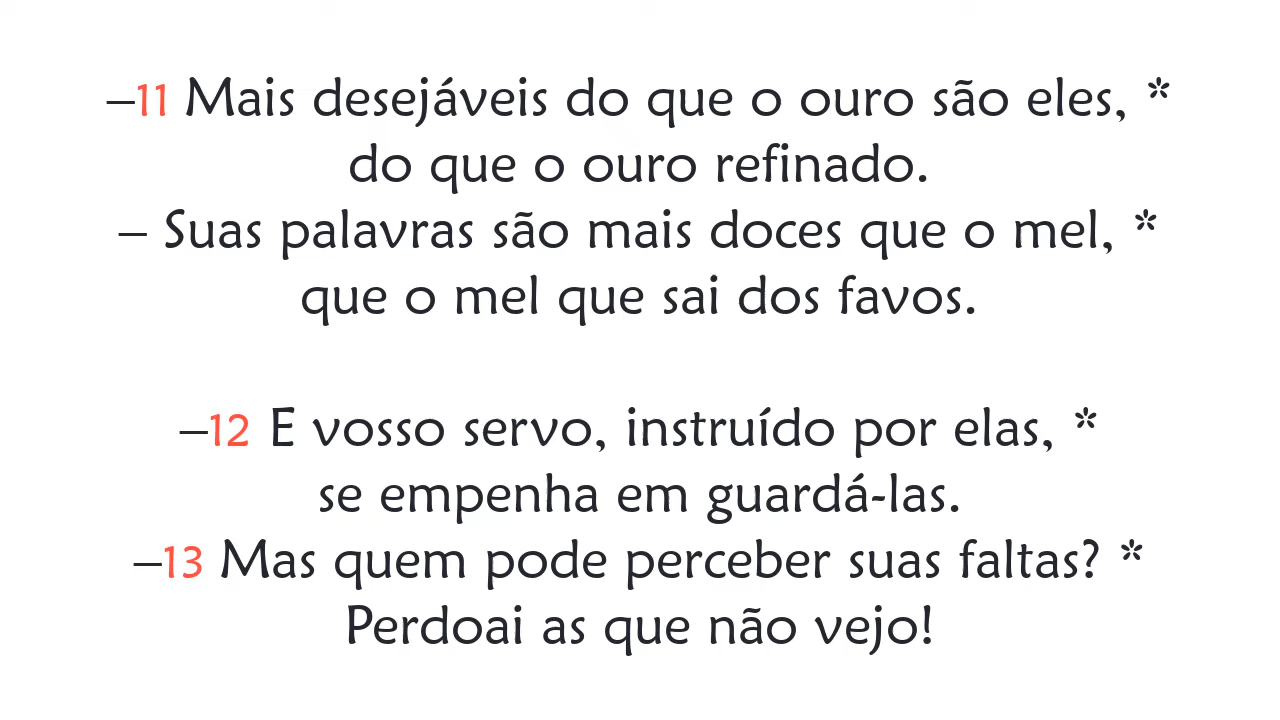 –11 Mais desejáveis do que o ouro são eles, *
do que o ouro refinado.
– Suas palavras são mais doces que o mel, *
que o mel que sai dos favos.
–12 E vosso servo, instruído por elas, *
se empenha em guardá-las.
–13 Mas quem pode perceber suas faltas? *
Perdoai as que não vejo!